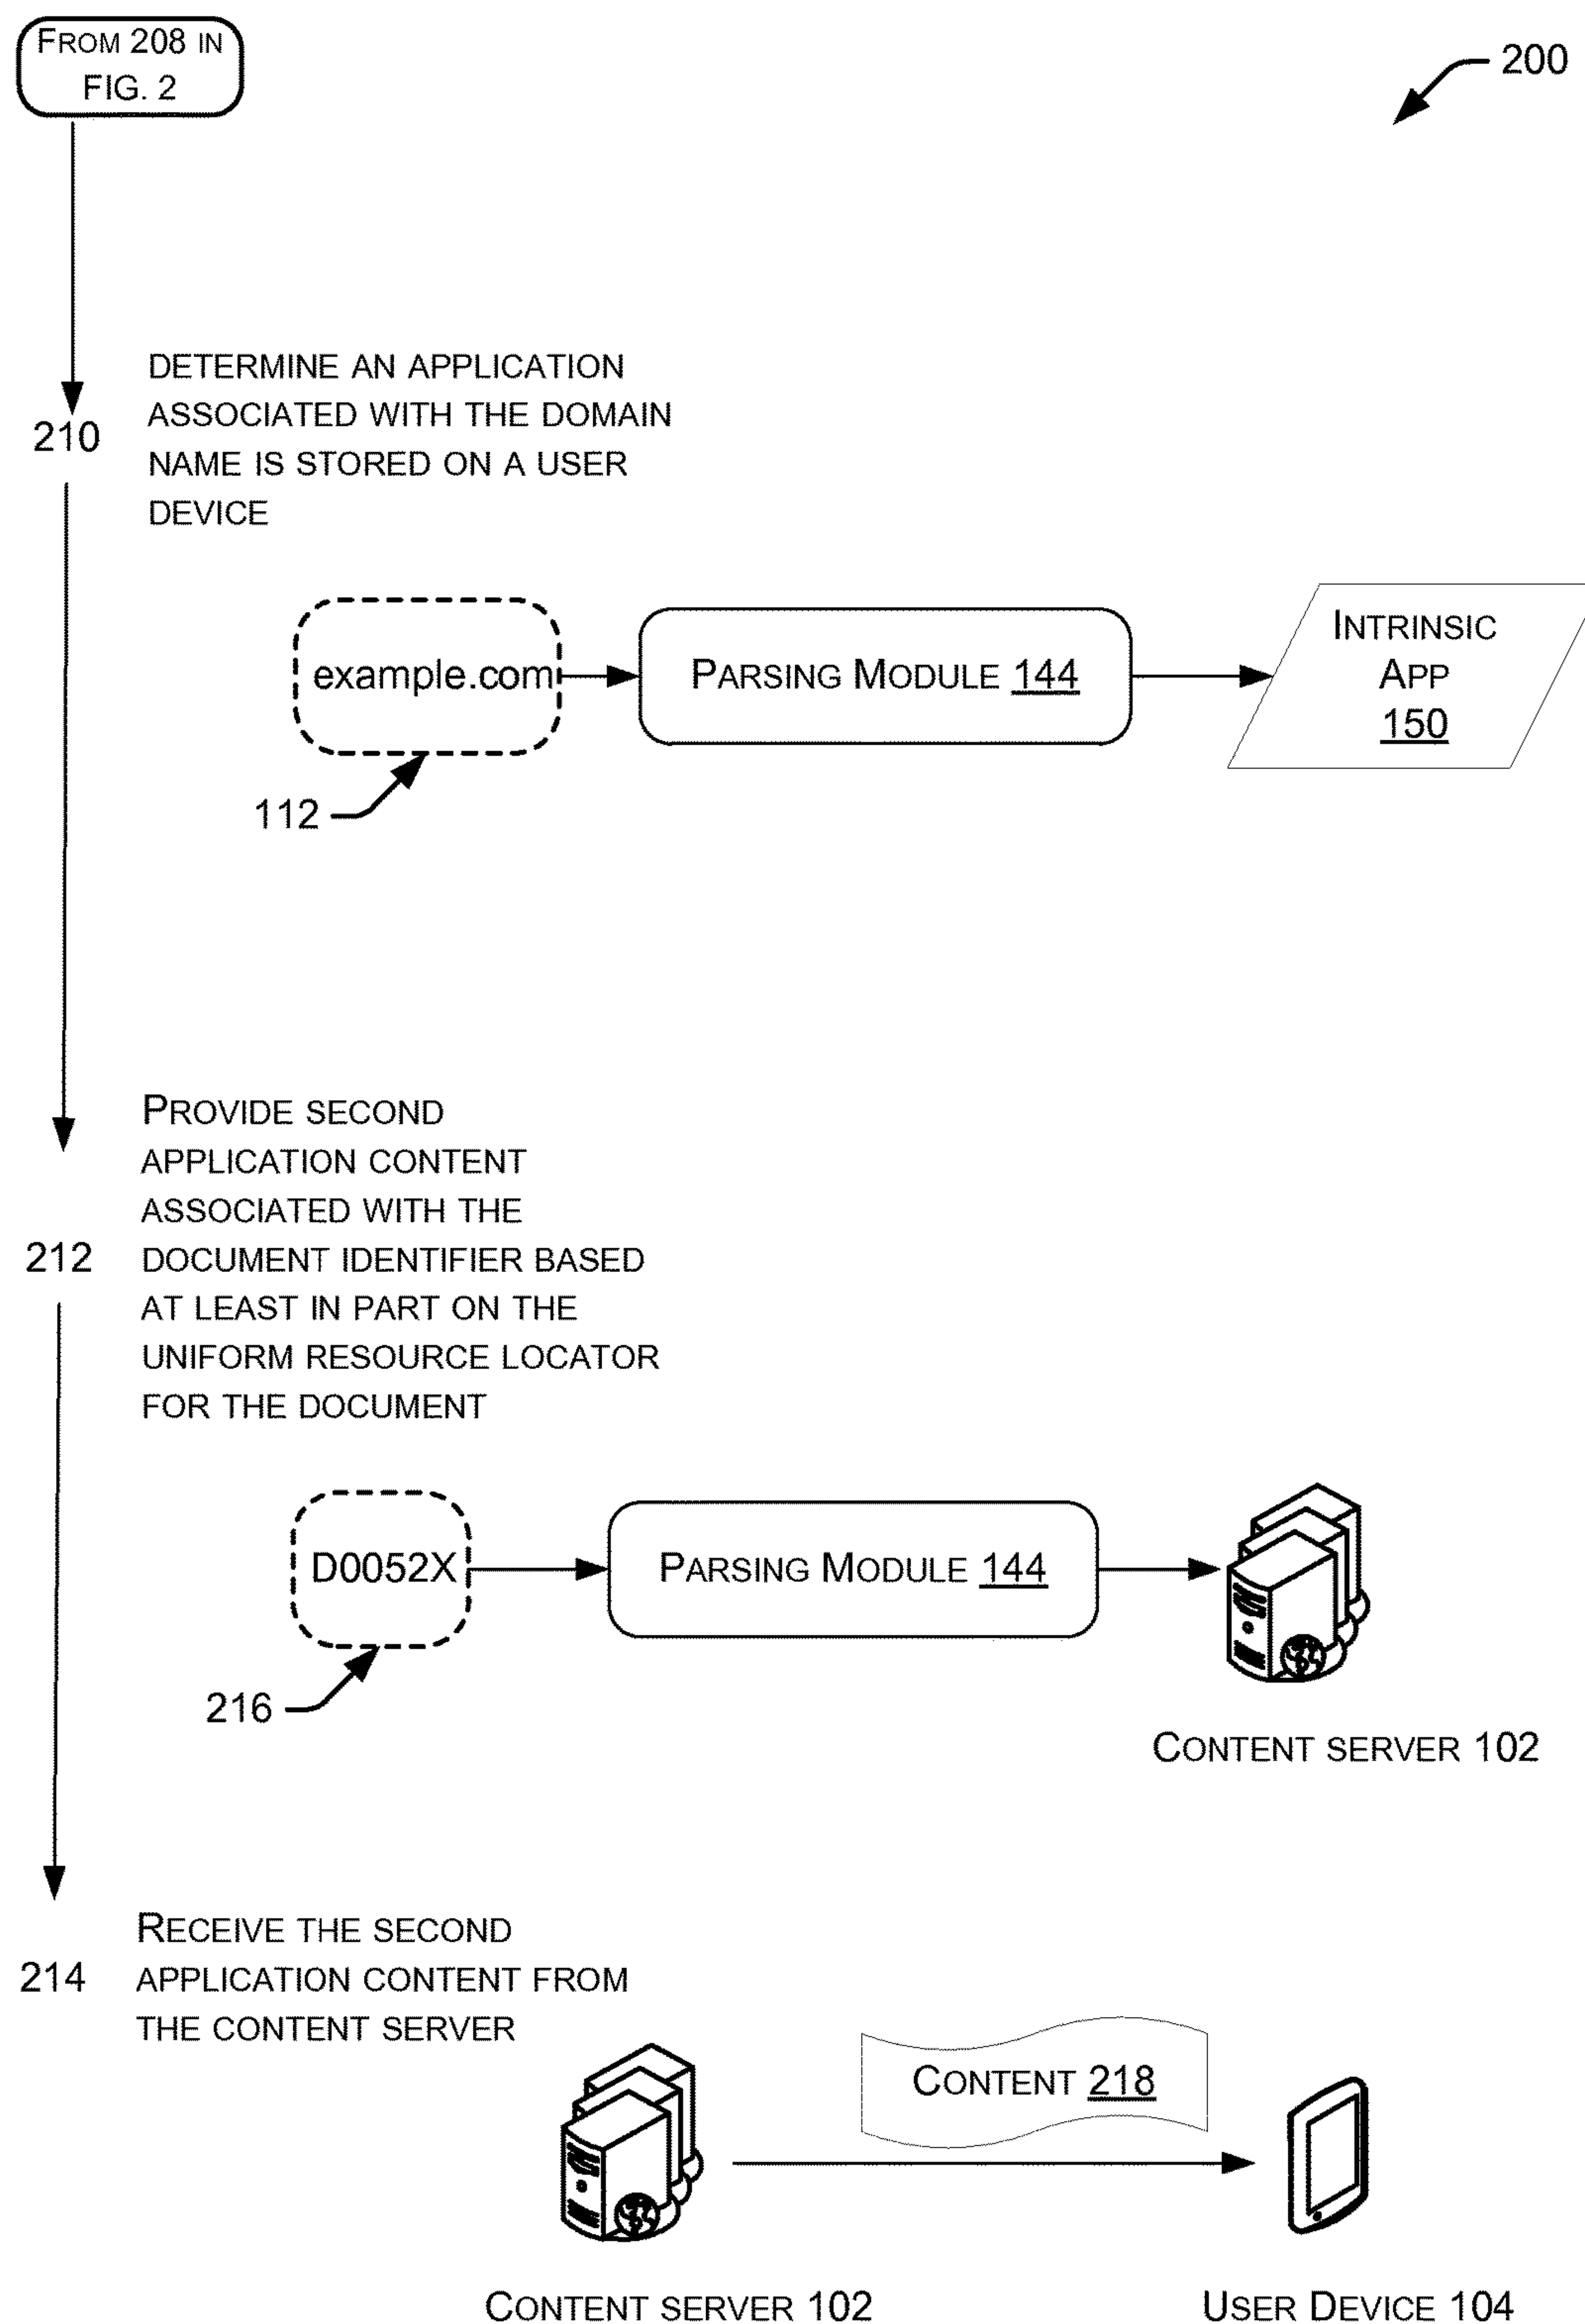 FROM 208 IN
FIG. 2
200
DETERMINE AN APPLICATION
ASSOCIATED WITH THE DOMAIN
210
NAME IS STORED ON A USER
DEVICE
example.com
PARSING MODULE 144
INTRINSIC
APP
150
112
PROVIDE SECOND
APPLICATION CONTENT
ASSOCIATED WITH THE
212
DOCUMENT IDENTIFIER BASED
AT LEAST IN PART ON THE
UNIFORM RESOURCE LOCATOR
FOR THE DOCUMENT
D0052X
PARSING MODULE 144
216
CONTENT SERVER 102
RECEIVE THE SECOND
214
APPLICATION CONTENT FROM
THE CONTENT SERVER
CONTENT 218
CONTENT SERVER 102
USER DEVICE 104